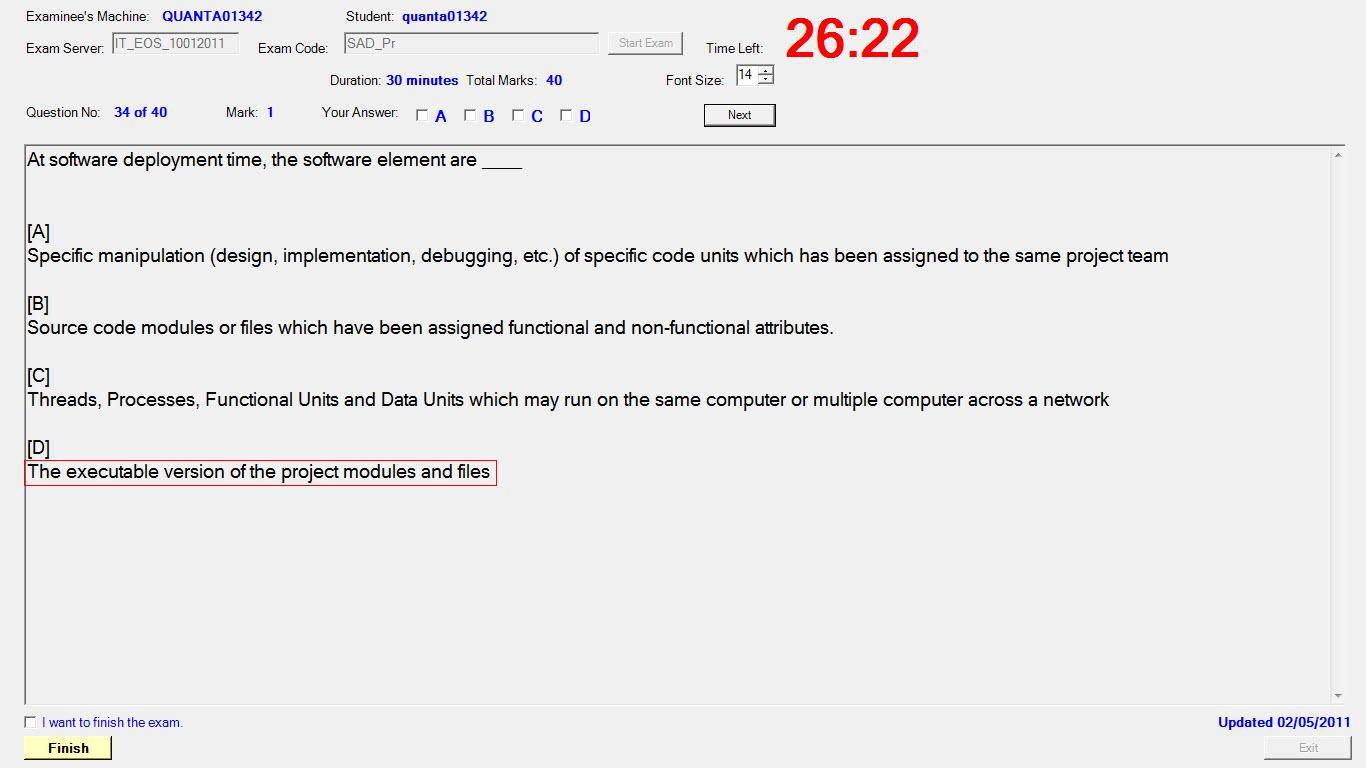 Examinee's Machine: QUANTA01342 Student: quanta01342
Exam Server: IT_EOS_10012011 Exam Code: SAD_Pr Start Exam Time Left: 26:22
Duration: 30 minutes Total Marks: 40 Font Size: 14
Question No: 34 of 40 Mark: 1 Your Answer: A B C D Next
At software deployment time, the software element are ____
[A]
Specific manipulation (design, implementation, debugging, etc.) of specific code units which has been assigned to the same project team
[B]
Source code modules or files which have been assigned functional and non-functional attributes.
[C]
Threads, Processes, Functional Units and Data Units which may run on the same computer or multiple computer across a network
[D]
The executable version of the project modules and files
I want to finish the exam. Updated 02/05/2011
Finish Exit